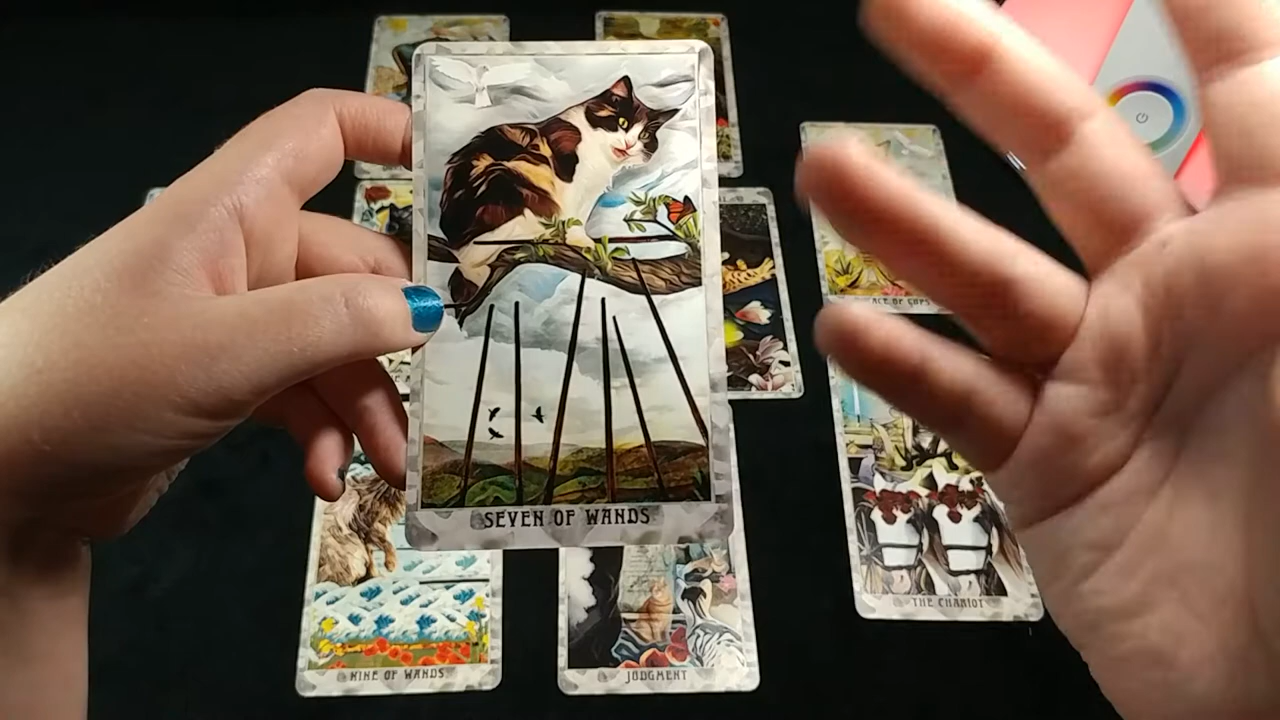 SEVEN OF WANDS
ACE OF CUPS
THE CHARIOT
NINE OF WANDS
JUDGMENT